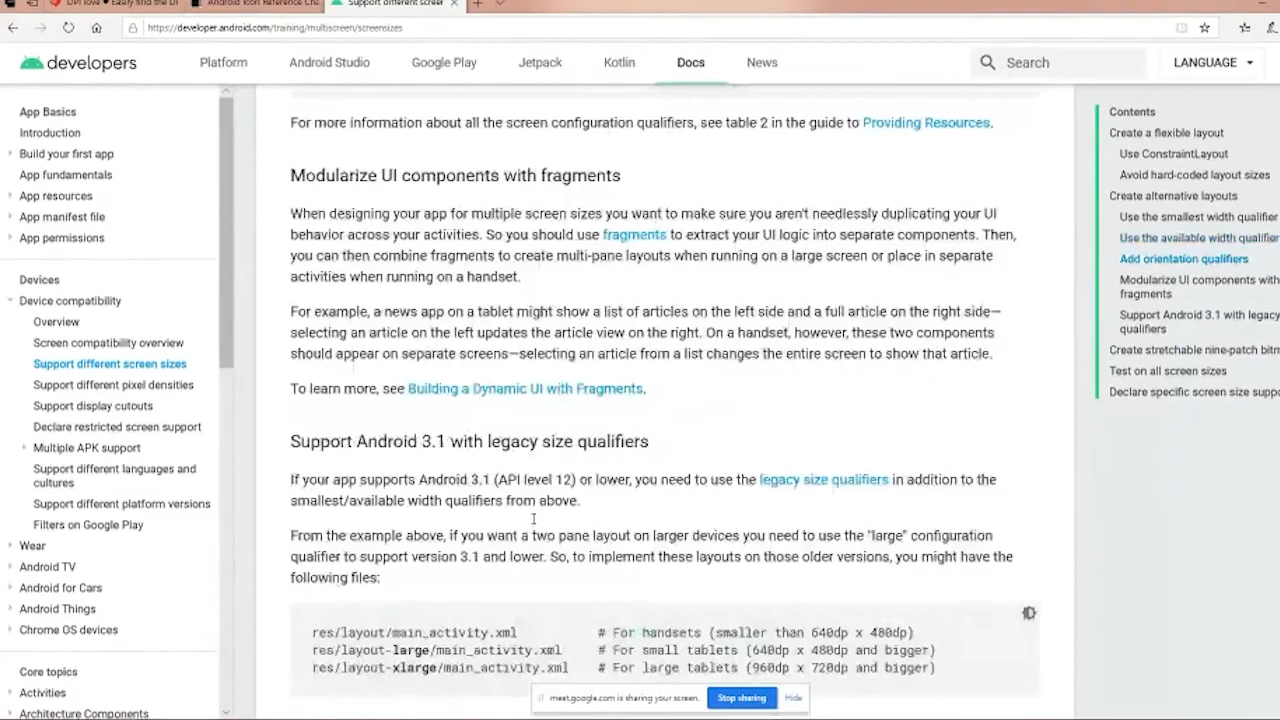 DPI love
Easily find the DI
Android Icon Reference Cha
Support different screen
https://developer.android.com/training/multiscreen/screensizes
developers
Platform
Android Studio
Google Play
Jetpack
Kotlin
Docs
News
Search
LANGUAGE
App Basics
Introduction
Build your first app
App fundamentals
App resources
App manifest file
App permissions
Devices
Device compatibility
Overview
Screen compatibility overview
Support different screen sizes
Support different pixel densities
Support display cutouts
Declare restricted screen support
Multiple APK support
Support different languages and
cultures
Support different platform versions
Filters on Google Play
Wear
Android TV
Android for Cars
Android Things
Chrome OS devices
Core topics
Activities
Architecture Components
For more information about all the screen configuration qualifiers, see table 2 in the guide to Providing Resources.
Modularize UI components with fragments
When designing your app for multiple screen sizes you want to make sure you aren't needlessly duplicating your UI
behavior across your activities. So you should use fragments to extract your UI logic into separate components. Then,
you can then combine fragments to create multi-pane layouts when running on a large screen or place in separate
activities when running on a handset.
For example, a news app on a tablet might show a list of articles on the left side and a full article on the right side—
selecting an article on the left updates the article view on the right. On a handset, however, these two components
should appear on separate screens—selecting an article from a list changes the entire screen to show that article.
To learn more, see Building a Dynamic UI with Fragments.
Support Android 3.1 with legacy size qualifiers
If your app supports Android 3.1 (API level 12) or lower, you need to use the legacy size qualifiers in addition to the
smallest/available width qualifiers from above.
From the example above, if you want a two pane layout on larger devices you need to use the "large" configuration
qualifier to support version 3.1 and lower. So, to implement these layouts on those older versions, you might have the
following files:
res/layout/main_activity.xml # For handsets (smaller than 640dp x 480dp)
res/layout-large/main_activity.xml # For small tablets (640dp x 480dp and bigger)
res/layout-xlarge/main_activity.xml # For large tablets (960dp x 720dp and bigger)
meet.google.com is sharing your screen.
Stop sharing
Hide
Contents
Create a flexible layout
Use ConstraintLayout
Avoid hard-coded layout sizes
Create alternative layouts
Use the smallest width qualifier
Use the available width qualifier
Add orientation qualifiers
Modularize UI components with
fragments
Support Android 3.1 with legacy
qualifiers
Create stretchable nine-patch bitm
Test on all screen sizes
Declare specific screen size suppo